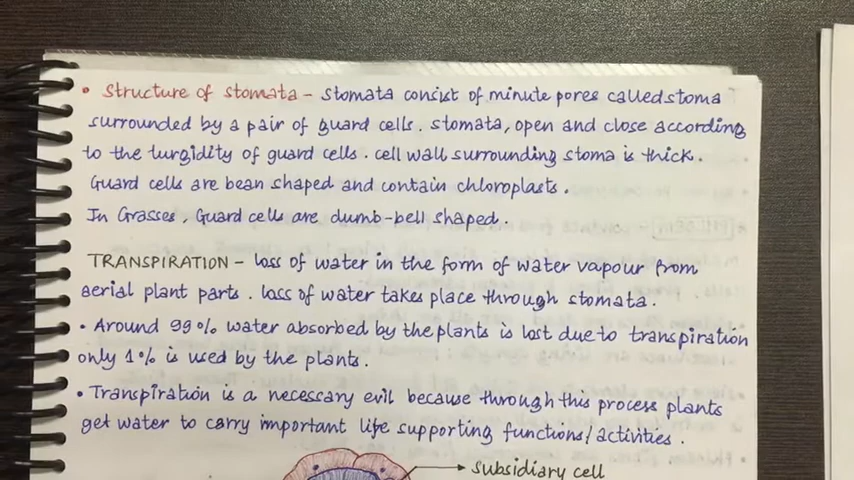 • Structure of stomata – stomata consist of minute pores called stoma
surrounded by a pair of guard cells. stomata, open and close according
to the turgidity of guard cells. cell wall surrounding stoma is thick.
Guard cells are bean shaped and contain chloroplasts.
In Grasses, Guard cells are dumb-bell shaped.
TRANSPIRATION – loss of water in the form of water vapour from
aerial plant parts. loss of water takes place through stomata.
• Around 99% water absorbed by the plants is lost due to transpiration
only 1% is used by the plants.
• Transpiration is a necessary evil because through this process plants
get water to carry important life supporting functions/activities.
subsidiary cell